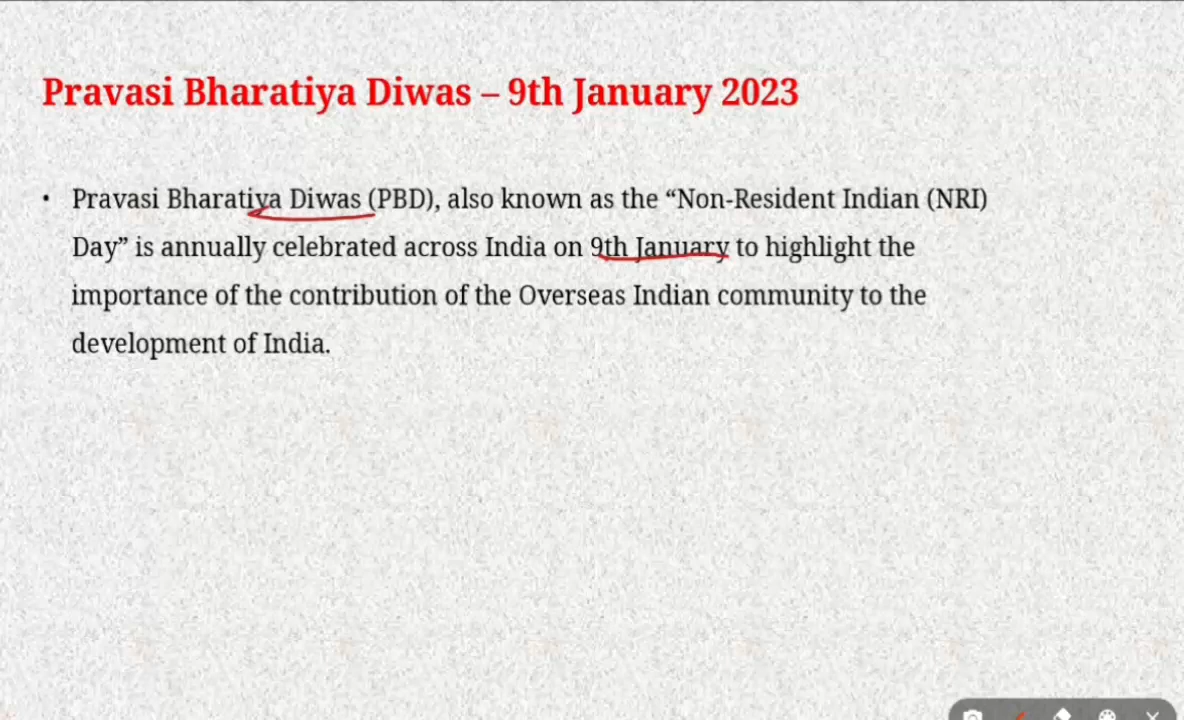 Pravasi Bharatiya Diwas – 9th January 2023
• Pravasi Bharatiya Diwas (PBD), also known as the “Non-Resident Indian (NRI)
Day” is annually celebrated across India on 9th January to highlight the
importance of the contribution of the Overseas Indian community to the
development of India.